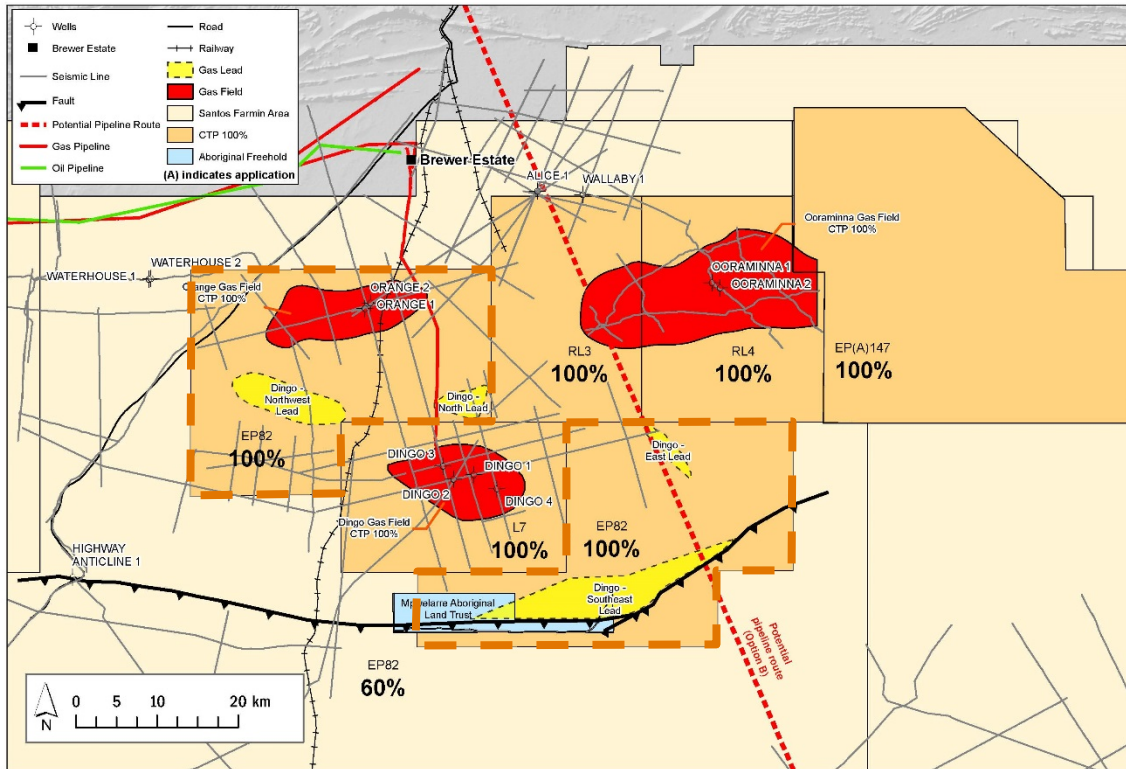 Wells
Brewer Estate
Seismic Line
Fault
Potential Pipeline Route
Gas Pipeline
Oil Pipeline
Road
Railway
Gas Lead
Gas Field
Santos Farmin Area
CTP 100%
Aboriginal Freehold
(A) indicates application
Brewer Estate
ALICE 1
WALLABY 1
Ooraminna Gas Field
CTP 100%
WATERHOUSE 2
WATERHOUSE 1
OORAMINNA 1
OORAMINNA 2
Orange Gas Field
CTP 100%
ORANGE 2
ORANGE 1
RL3
100%
RL4
100%
EP(A)147
100%
Dingo -
Northwest
Lead
Dingo -
North Lead
EP82
100%
Dingo -
East Lead
DINGO 3
DINGO 1
DINGO 2
DINGO 4
Dingo Gas Field
CTP 100%
L7
100%
EP82
100%
HIGHWAY
ANTICLINE 1
Dingo -
Southeast
Lead
Aboriginal
Land Trust
EP82
60%
Potential
pipeline route
(Option B)
0 5 10 20 km
N